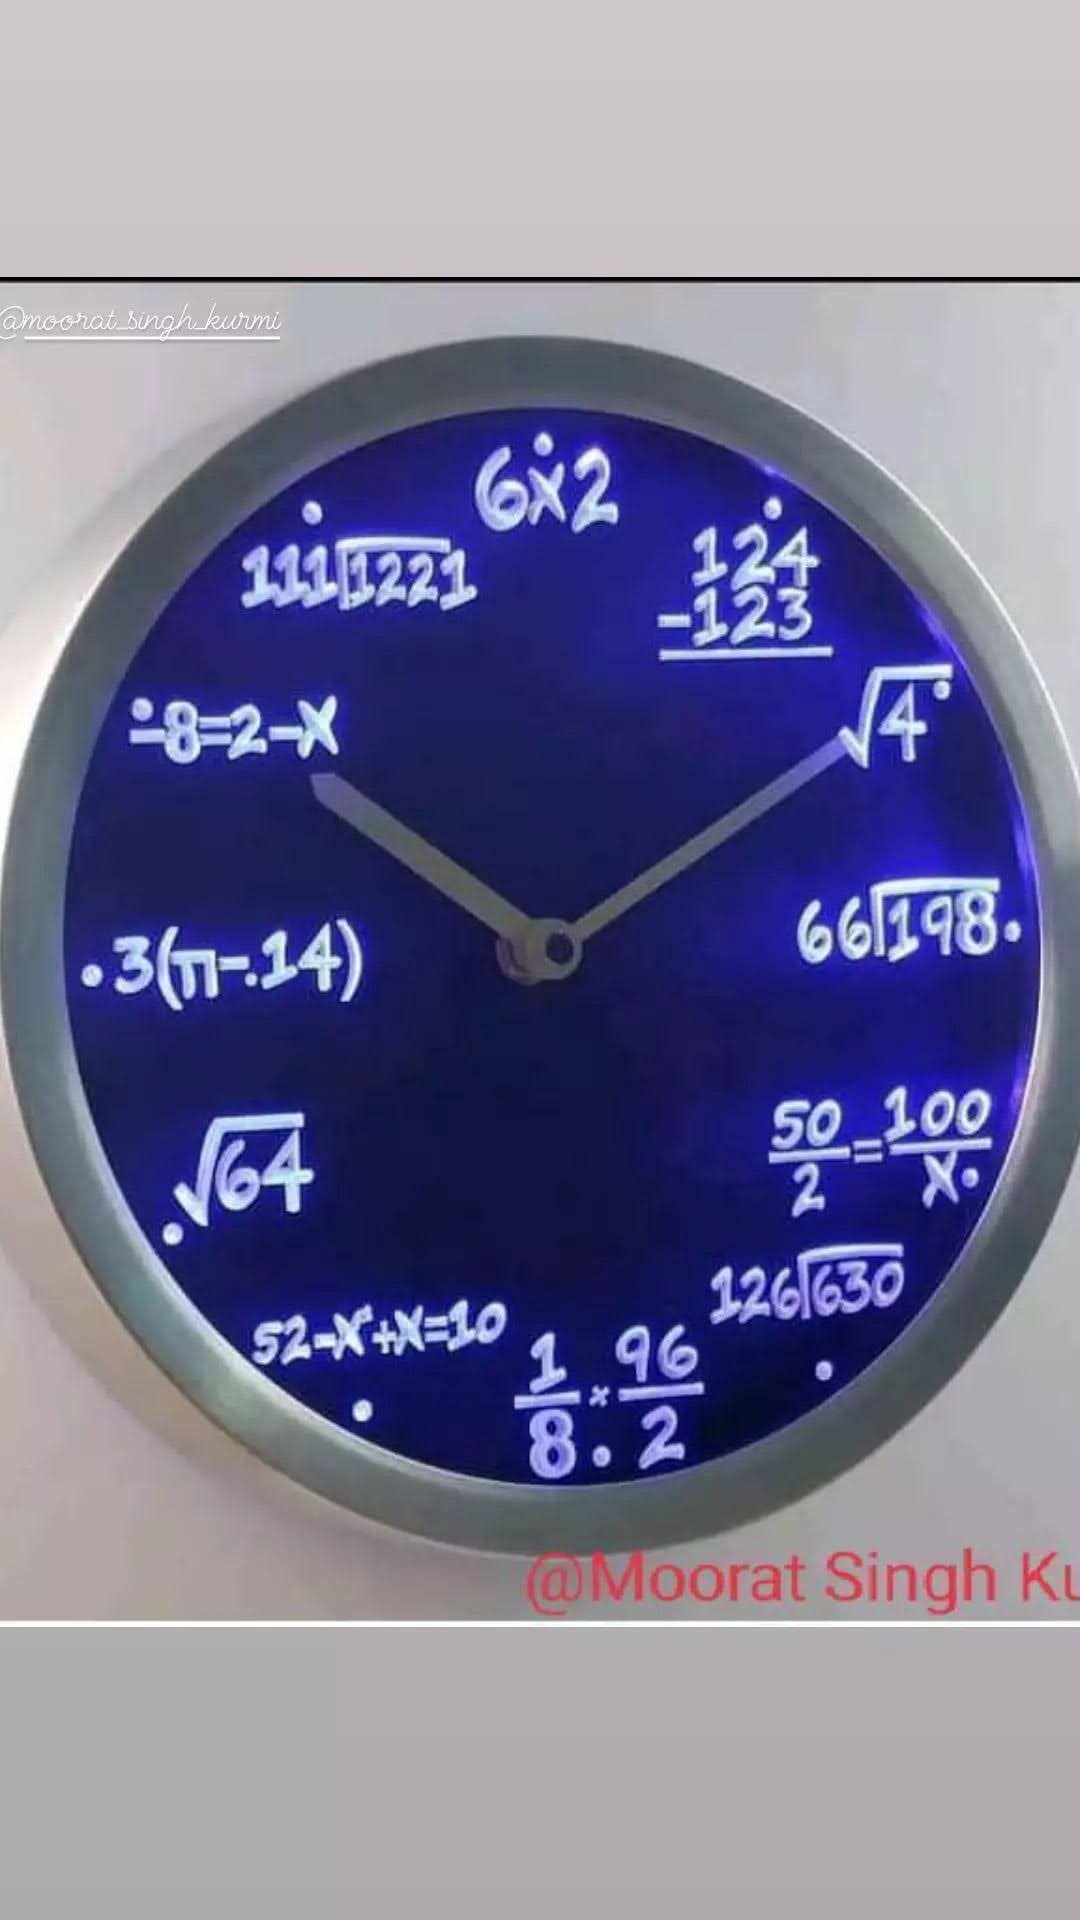 @moorat_singh_kurmi
6x2
111⟌1221
124
-123
-8=2-x
√4
66⟌198
3(π-.14)
50/2=100/x
√64
126⟌630
52-x²+x=10
1/8 x 96/2
@Moorat Singh Ku